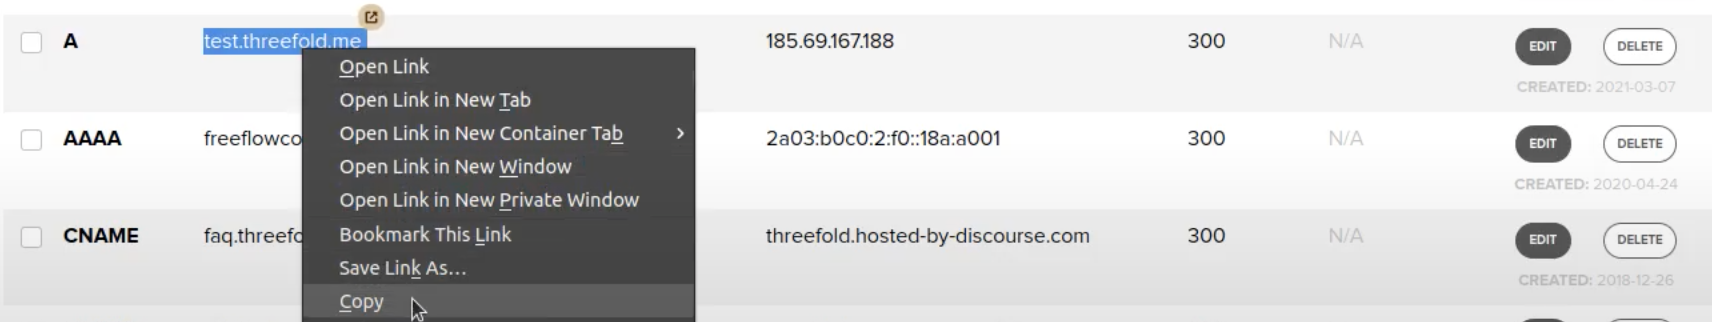 A test.threefold.me 185.69.167.188 300 N/A EDIT DELETE
CREATED: 2021-03-07
AAAA freeflowco 2a03:b0c0:2:f0::18a:a001 300 N/A EDIT DELETE
CREATED: 2020-04-24
CNAME faq.threefo threefold.hosted-by-discourse.com 300 N/A EDIT DELETE
CREATED: 2018-12-26
Open Link
Open Link in New Tab
Open Link in New Container Tab
Open Link in New Window
Open Link in New Private Window
Bookmark This Link
Save Link As...
Copy